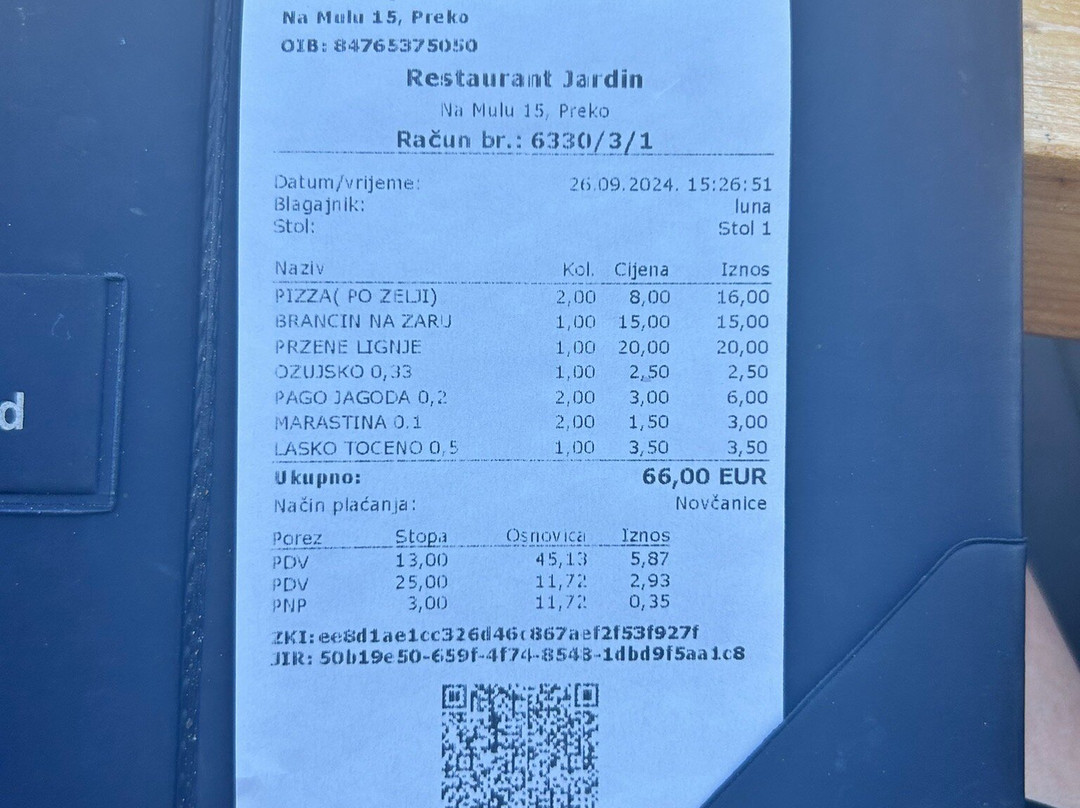 Na Mulu 15, Preko
OIB: 84765375050
Restaurant Jardin
Na Mulu 15, Preko
Račun br.: 6330/3/1
Datum/vrijeme: 26.09.2024. 15:26:51
Blagajnik: luna
Stol: Stol 1
Naziv Kol. Cijena Iznos
PIZZA( PO ZELJI) 2,00 8,00 16,00
BRANCIN NA ZARU 1,00 15,00 15,00
PRZENE LIGNJE 1,00 20,00 20,00
OZUJSKO 0,33 1,00 2,50 2,50
PAGO JAGODA 0,2 2,00 3,00 6,00
MARASTINA 0.1 2,00 1,50 3,00
LASKO TOCENO 0,5 1,00 3,50 3,50
Ukupno: 66,00 EUR
Način plaćanja: Novčanice
Porez Stopa Osnovica Iznos
PDV 13,00 45,13 5,87
PDV 25,00 11,72 2,93
PNP 3,00 11,72 0,35
ZKI: ee8d1ae1cc326d46c867aef2f53f927f
JIR: 50b19e50-659f-4f74-8543-1dbd9f5aa1c8
d